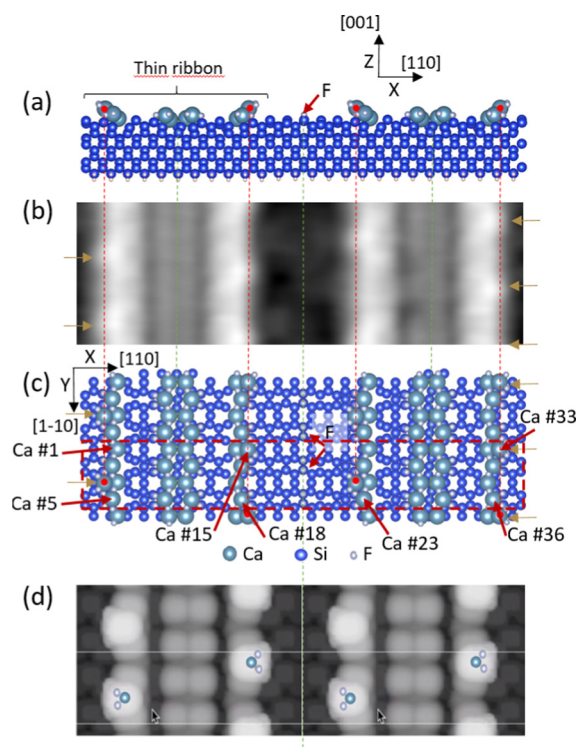 [001]
Thin ribbon
Z
[110]
F
X
(a)
(b)
(c)
X
[110]
Y
[1-10]
F
Ca #33
Ca #1
Ca #5
Ca #15
Ca #18
Ca #23
Ca #36
Ca
Si
F
(d)